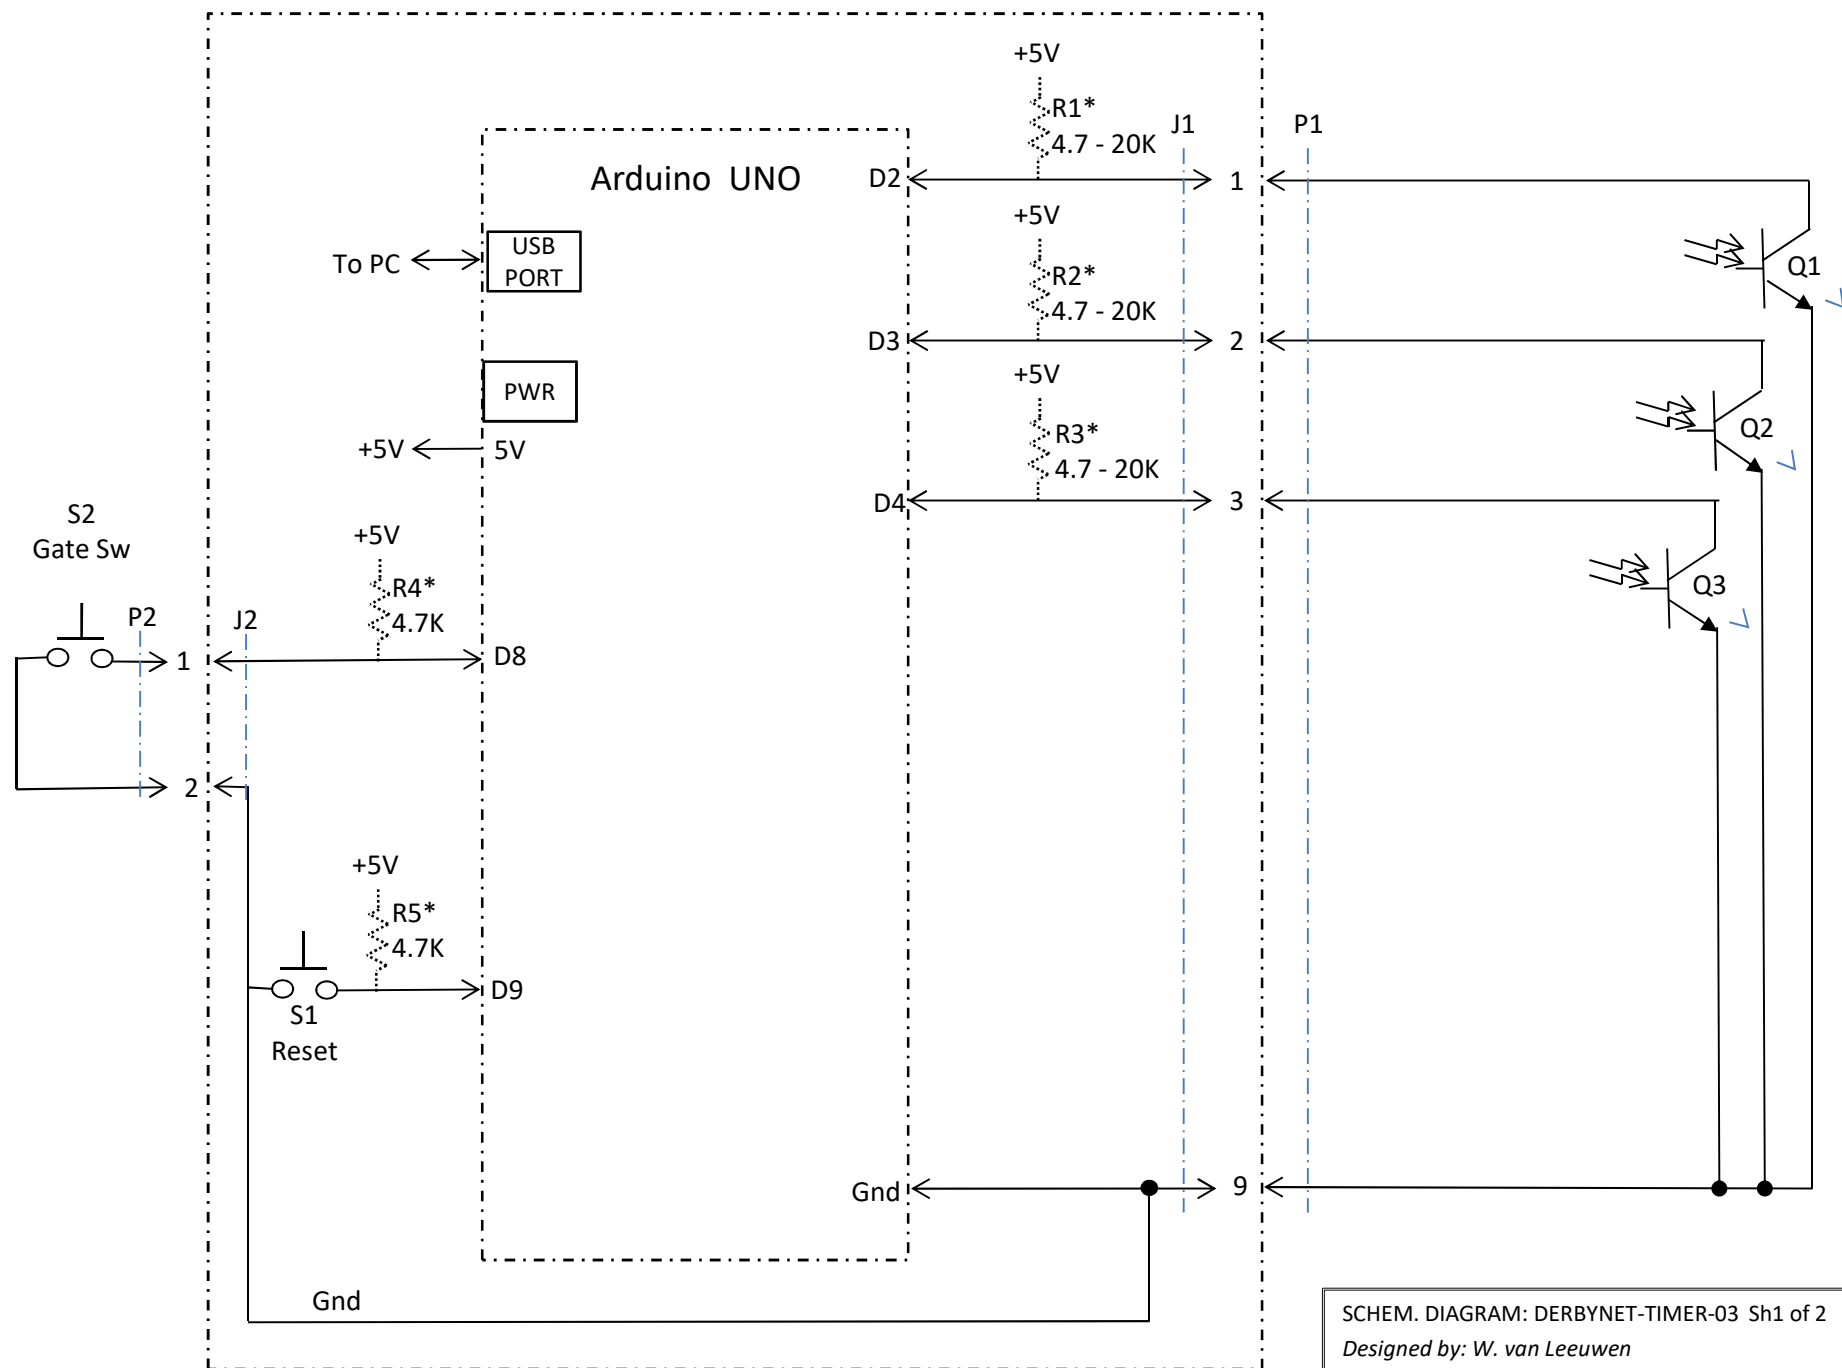 +5V
R1*
4.7 - 20K
J1
P1
Arduino UNO
D2
1
+5V
To PC
USB
PORT
R2*
4.7 - 20K
Q1
D3
2
+5V
PWR
R3*
4.7 - 20K
Q2
+5V
5V
D4
3
S2
Gate Sw
+5V
R4*
4.7K
Q3
P2
J2
1
D8
2
+5V
R5*
4.7K
D9
S1
Reset
Gnd
9
Gnd
SCHEM. DIAGRAM: DERBYNET-TIMER-03 Sh1 of 2
Designed by: W. van Leeuwen